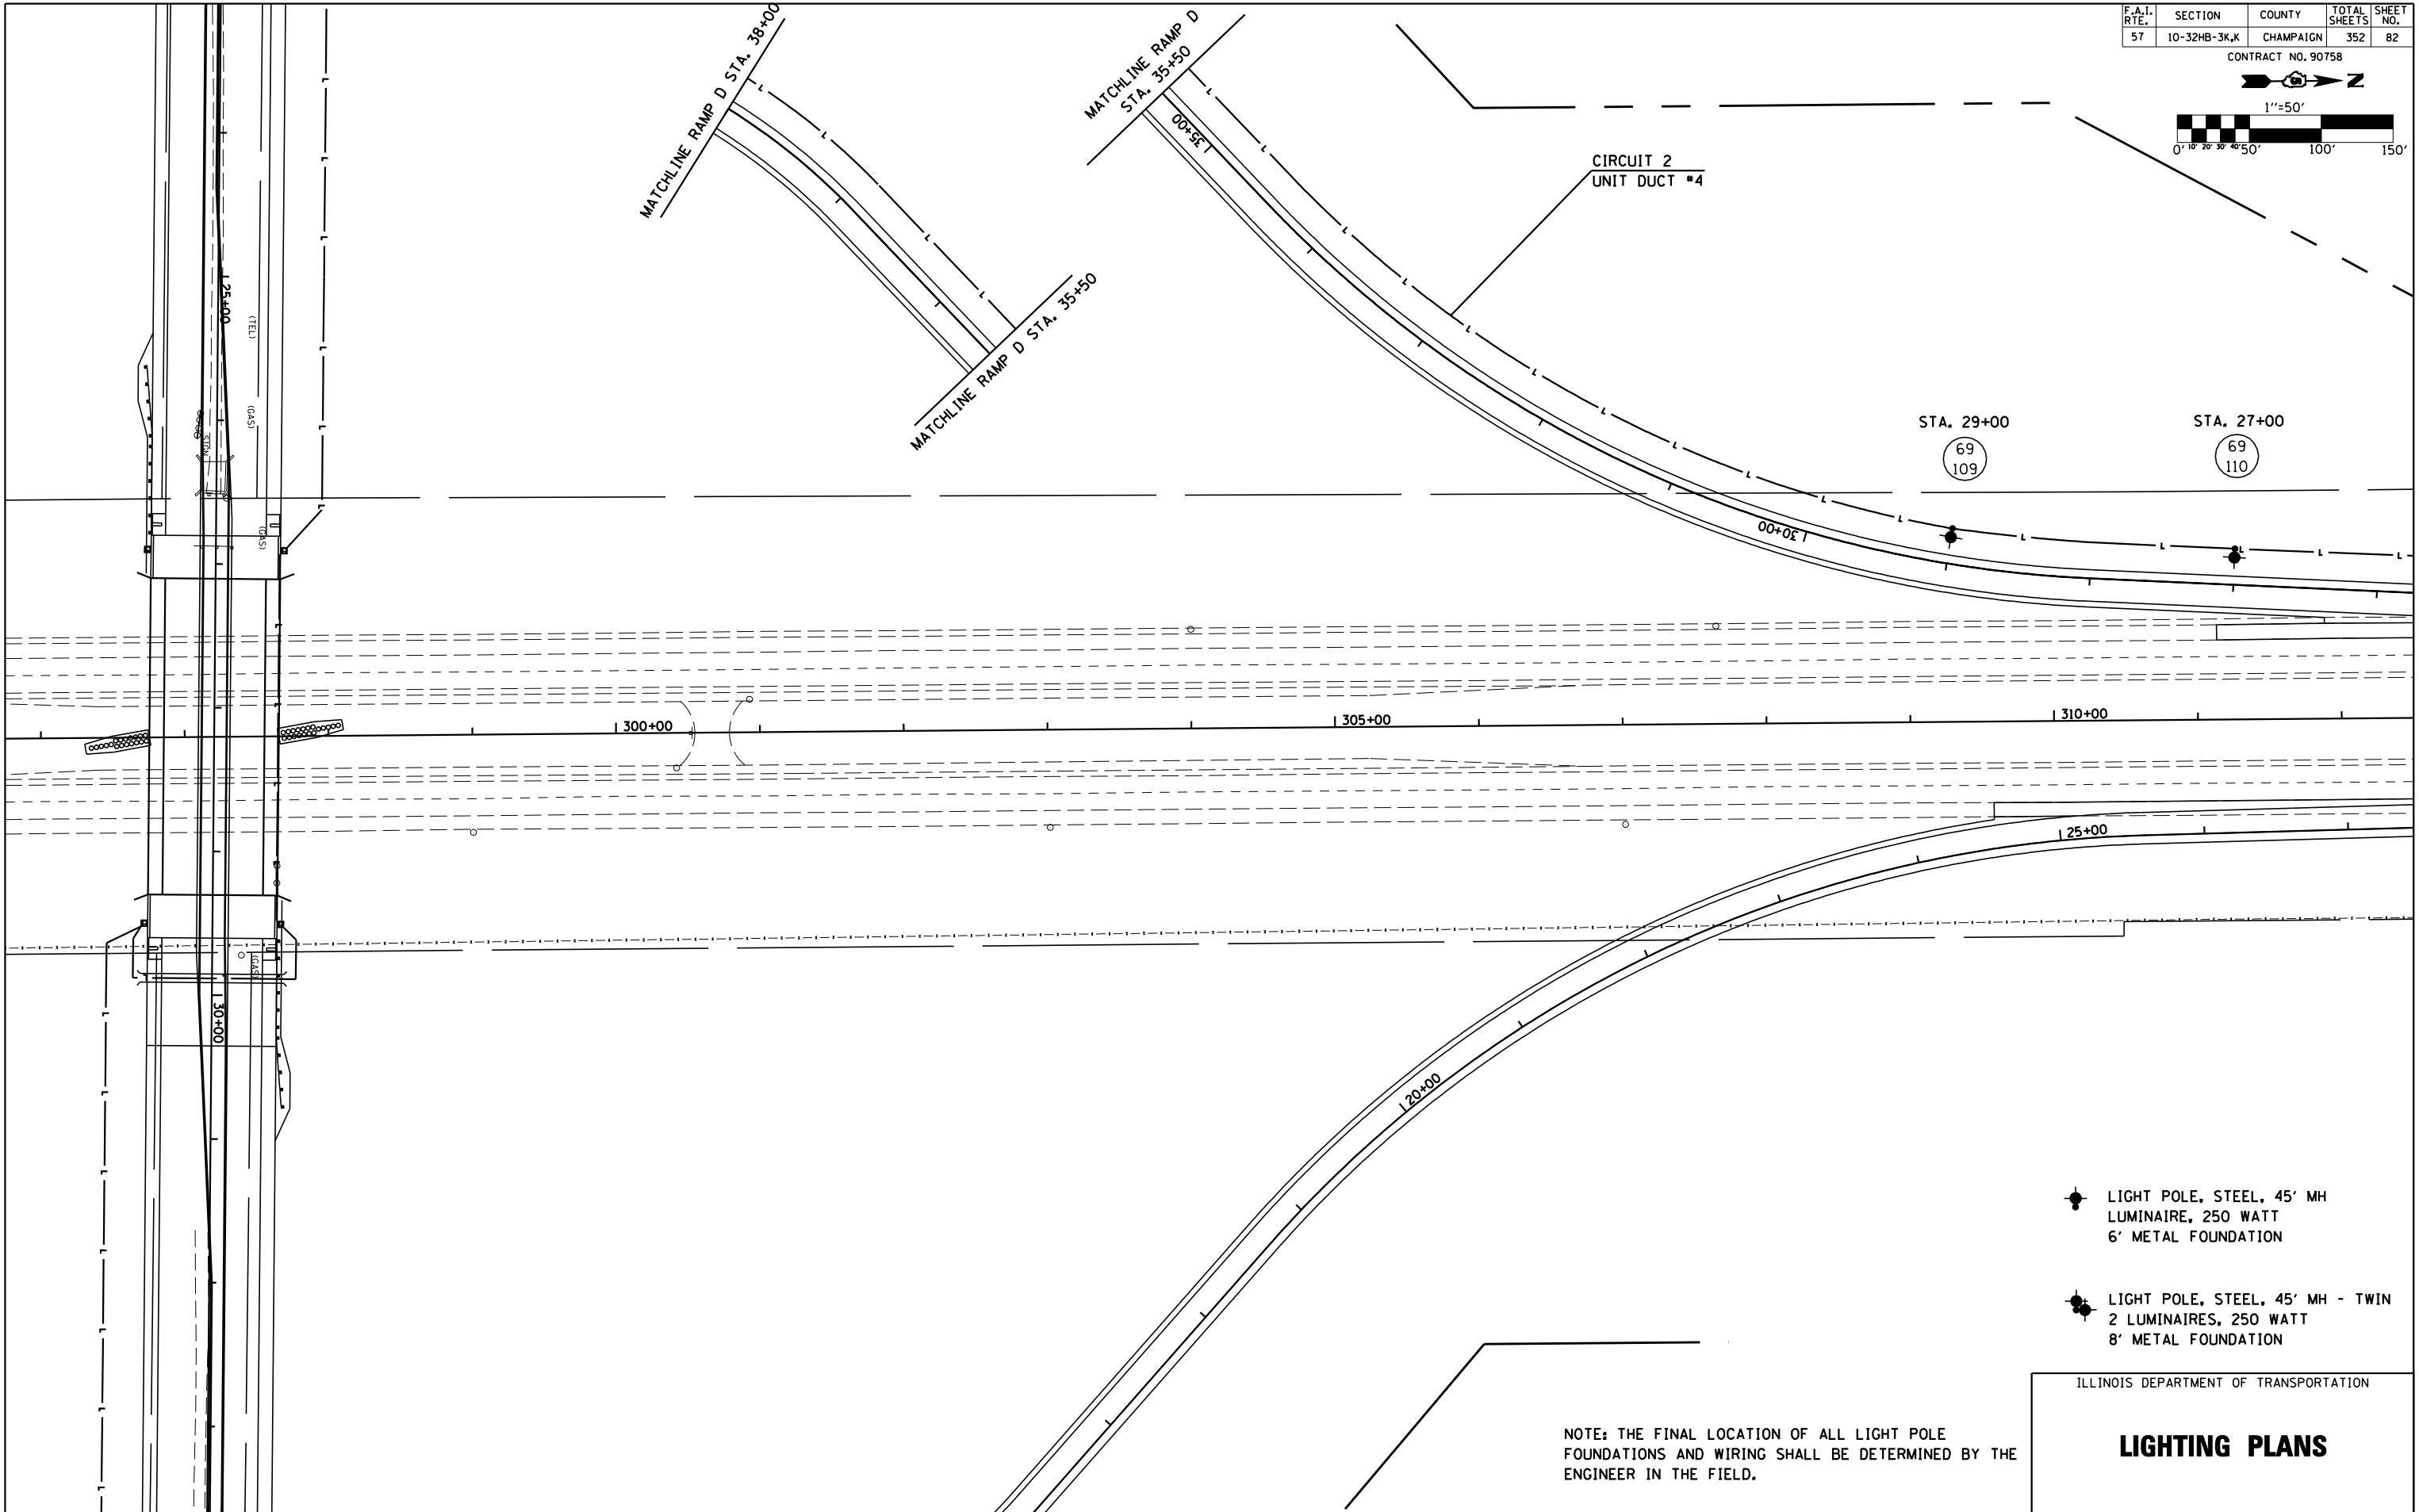 F.A.I. RTE. SECTION COUNTY TOTAL SHEETS SHEET NO.
57 10-32HB-3K,K CHAMPAIGN 352 82
CONTRACT NO. 90758
N
1''=50'
0' 10' 20' 30' 40' 50' 100' 150'
MATCHLINE RAMP D STA. 38+00
MATCHLINE RAMP D
STA. 35+50
35+00
CIRCUIT 2
UNIT DUCT #4
MATCHLINE RAMP D STA. 35+50
25+00
(TEL)
(GAS)
SIGN
(GAS)
STA. 29+00
69
109
STA. 27+00
69
110
30+00
300+00
305+00
310+00
25+00
(GAS)
30+00
20+00
LIGHT POLE, STEEL, 45' MH
LUMINAIRE, 250 WATT
6' METAL FOUNDATION
LIGHT POLE, STEEL, 45' MH - TWIN
2 LUMINAIRES, 250 WATT
8' METAL FOUNDATION
NOTE: THE FINAL LOCATION OF ALL LIGHT POLE
FOUNDATIONS AND WIRING SHALL BE DETERMINED BY THE
ENGINEER IN THE FIELD.
ILLINOIS DEPARTMENT OF TRANSPORTATION
LIGHTING PLANS